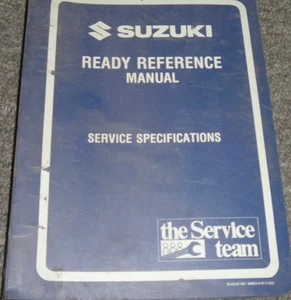 SUZUKI
READY REFERENCE
MANUAL
SERVICE SPECIFICATIONS
the Service
team